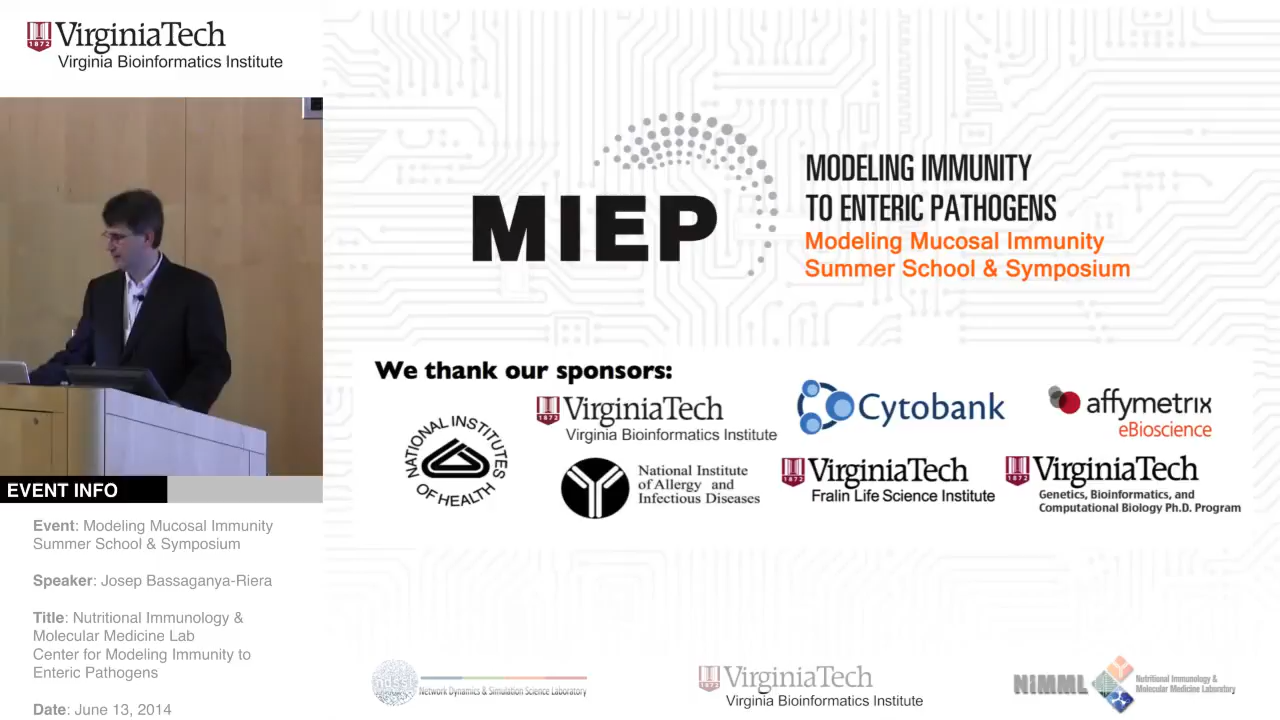 VirginiaTech
1872
Virginia Bioinformatics Institute
EVENT INFO
Event: Modeling Mucosal Immunity
Summer School & Symposium
Speaker: Josep Bassaganya-Riera
Title: Nutritional Immunology &
Molecular Medicine Lab
Center for Modeling Immunity to
Enteric Pathogens
Date: June 13, 2014
MIEP
MODELING IMMUNITY
TO ENTERIC PATHOGENS
Modeling Mucosal Immunity
Summer School & Symposium
We thank our sponsors:
NATIONAL INSTITUTES
OF HEALTH
VirginiaTech
1872
Virginia Bioinformatics Institute
Cytobank
affymetrix
eBioscience
National Institute
of Allergy and
Infectious Diseases
VirginiaTech
1872
Fralin Life Science Institute
VirginiaTech
1872
Genetics, Bioinformatics, and
Computational Biology Ph.D. Program
Network Dynamics & Simulation Science Laboratory
VirginiaTech
1872
Virginia Bioinformatics Institute
NIMML
Nutritional Immunology &
Molecular Medicine Laboratory